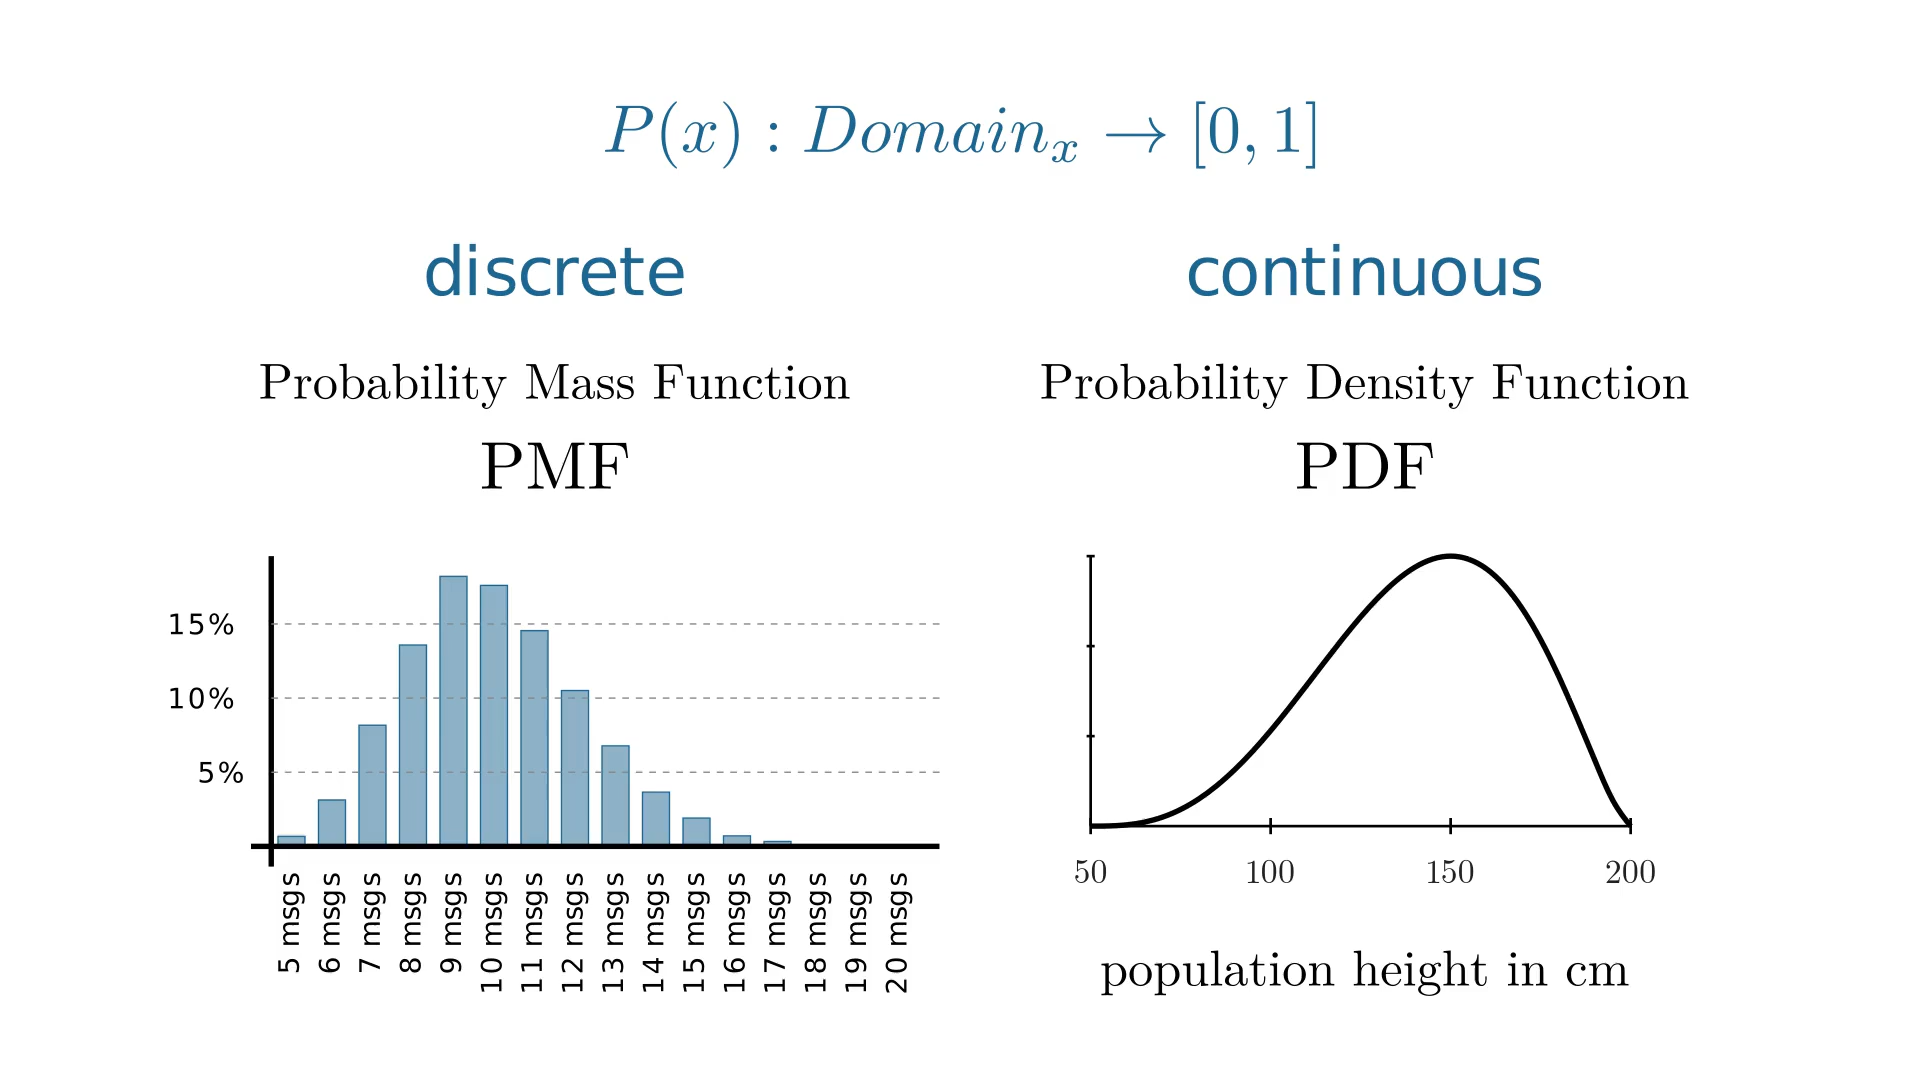 P(x) : Domainₓ → [0, 1]
discrete
continuous
Probability Mass Function
Probability Density Function
PMF
PDF
15%
10%
5%
5 msgs
6 msgs
7 msgs
8 msgs
9 msgs
10 msgs
11 msgs
12 msgs
13 msgs
14 msgs
15 msgs
16 msgs
17 msgs
18 msgs
19 msgs
20 msgs
50 100 150 200
population height in cm